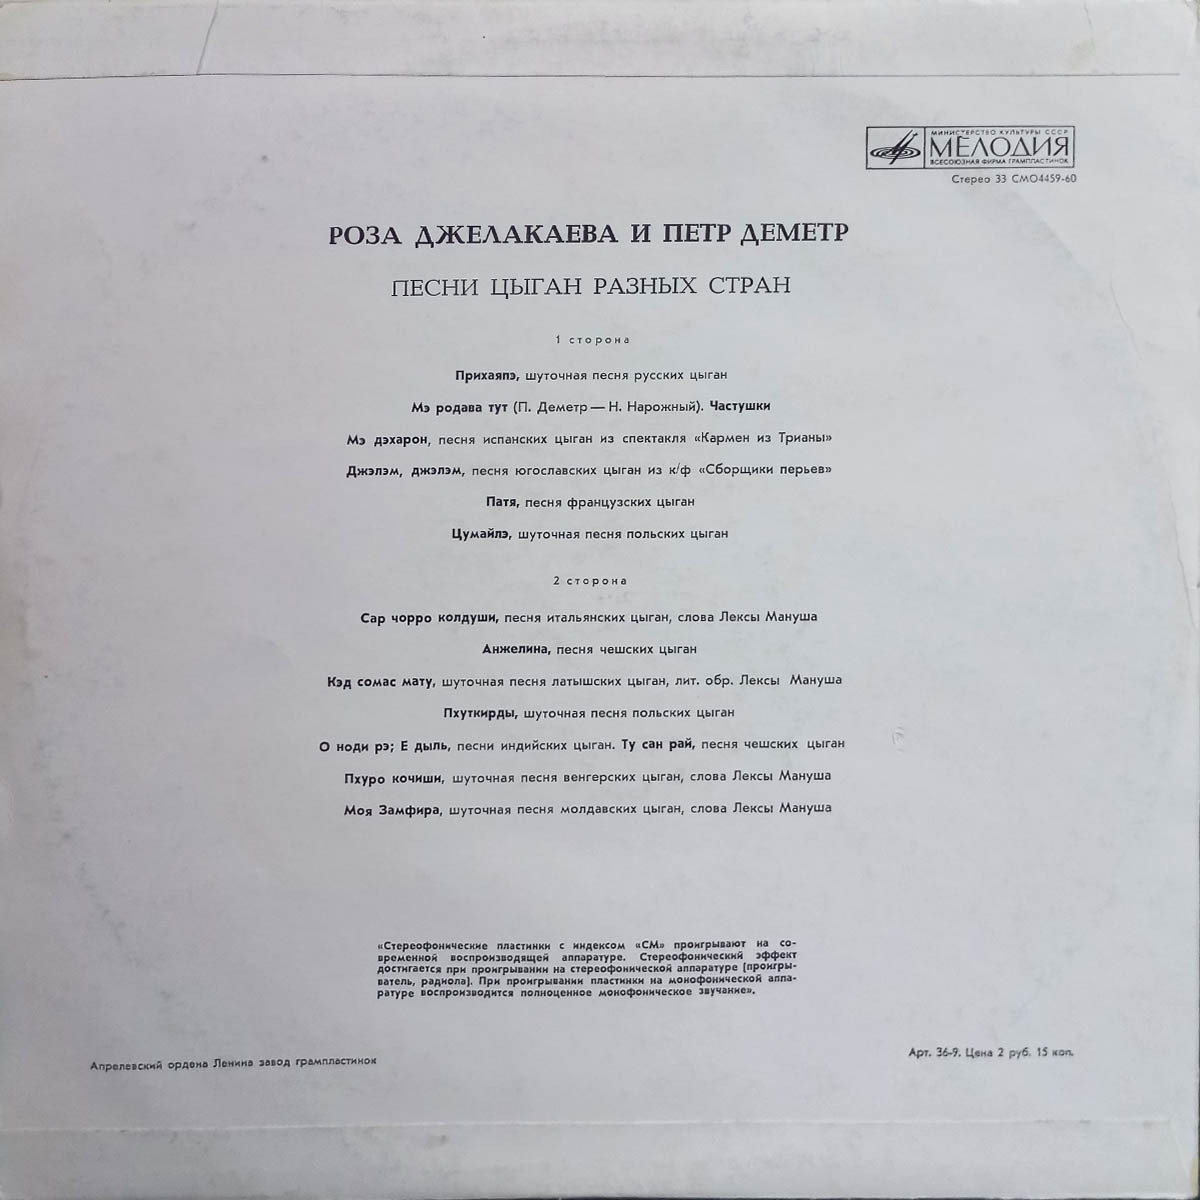 МИНИСТЕРСТВО КУЛЬТУРЫ СССР
МЕЛОДИЯ
ВСЕСОЮЗНАЯ ФИРМА ГРАМПЛАСТИНОК
Стерео 33 СМО4459-60
РОЗА ДЖЕЛАКАЕВА И ПЕТР ДЕМЕТР
ПЕСНИ ЦЫГАН РАЗНЫХ СТРАН
1 сторона
Прихаяпэ, шуточная песня русских цыган
Мэ родава тут (П. Деметр — Н. Нарожный). Частушки
Мэ дэхарон, песня испанских цыган из спектакля «Кармен из Трианы»
Джэлэм, джэлэм, песня югославских цыган из к/ф «Сборщики перьев»
Патя, песня французских цыган
Цумайлэ, шуточная песня польских цыган
2 сторона
Сар чорро колдуши, песня итальянских цыган, слова Лексы Мануша
Анжелина, песня чешских цыган
Кэд сомас мату, шуточная песня латышских цыган, лит. обр. Лексы Мануша
Пхуткирды, шуточная песня польских цыган
О ноди рэ; Е дыль, песни индийских цыган. Ту сан рай, песня чешских цыган
Пхуро кочиши, шуточная песня венгерских цыган, слова Лексы Мануша
Моя Замфира, шуточная песня молдавских цыган, слова Лексы Мануша
«Стереофонические пластинки с индексом «СМ» проигрывают на со-
временной воспроизводящей аппаратуре. Стереофонический эффект
достигается при проигрывании на стереофонической аппаратуре (проигры-
ватель, радиола). При проигрывании пластинки на монофонической аппа-
ратуре воспроизводится полноценное монофоническое звучание».
Апрелевский ордена Ленина завод грампластинок
Арт. 36-9. Цена 2 руб. 15 коп.